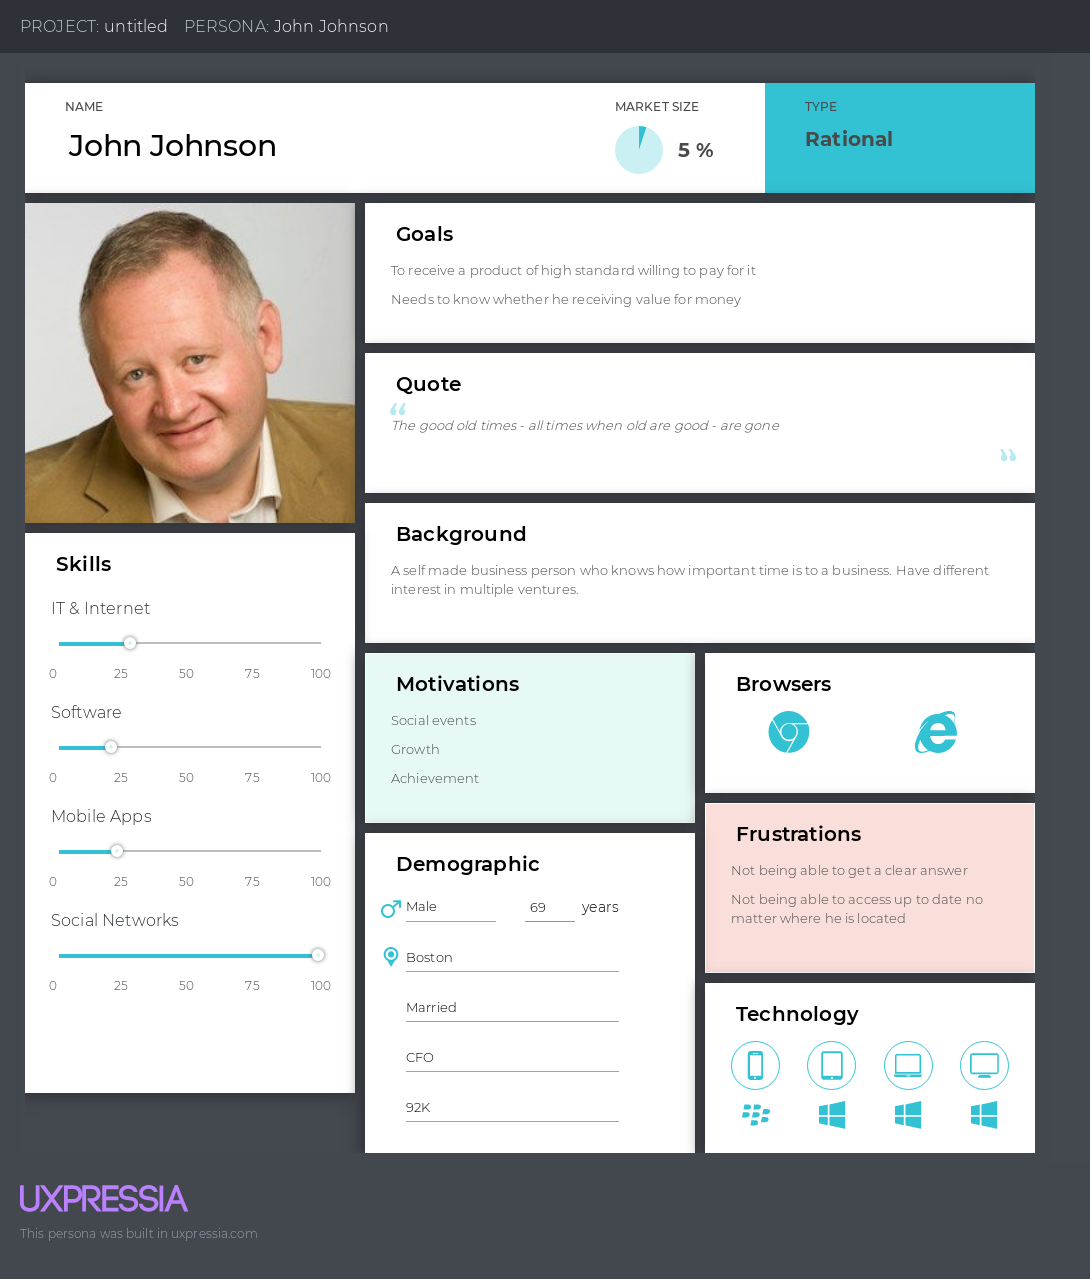 PROJECT: untitled PERSONA: John Johnson
NAME
John Johnson
MARKET SIZE
5 %
TYPE
Rational
Goals
To receive a product of high standard willing to pay for it
Needs to know whether he receiving value for money
Quote
“
The good old times - all times when old are good - are gone
”
Background
A self made business person who knows how important time is to a business. Have different
interest in multiple ventures.
Skills
IT & Internet
0 25 50 75 100
Software
0 25 50 75 100
Mobile Apps
0 25 50 75 100
Social Networks
0 25 50 75 100
Motivations
Social events
Growth
Achievement
Demographic
Male 69 years
Boston
Married
CFO
92K
Browsers
Frustrations
Not being able to get a clear answer
Not being able to access up to date no
matter where he is located
Technology
UXPRESSIA
This persona was built in uxpressia.com